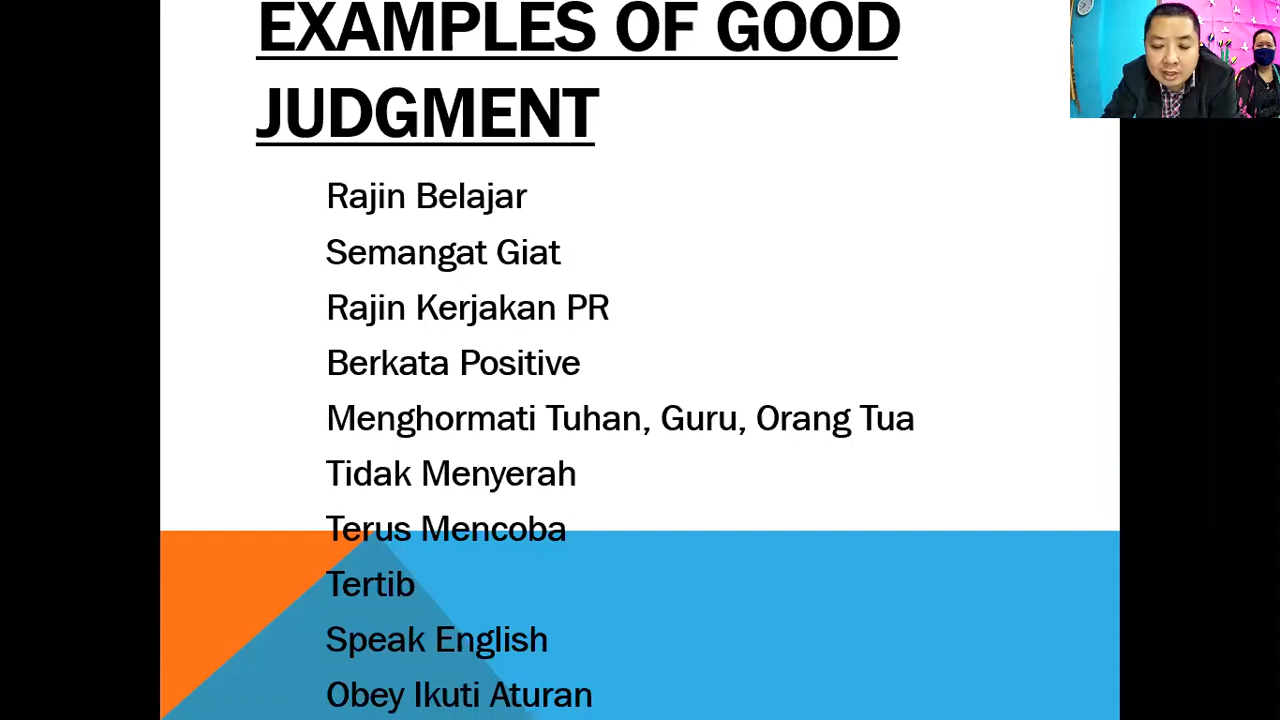 EXAMPLES OF GOOD
JUDGMENT
Rajin Belajar
Semangat Giat
Rajin Kerjakan PR
Berkata Positive
Menghormati Tuhan, Guru, Orang Tua
Tidak Menyerah
Terus Mencoba
Tertib
Speak English
Obey Ikuti Aturan